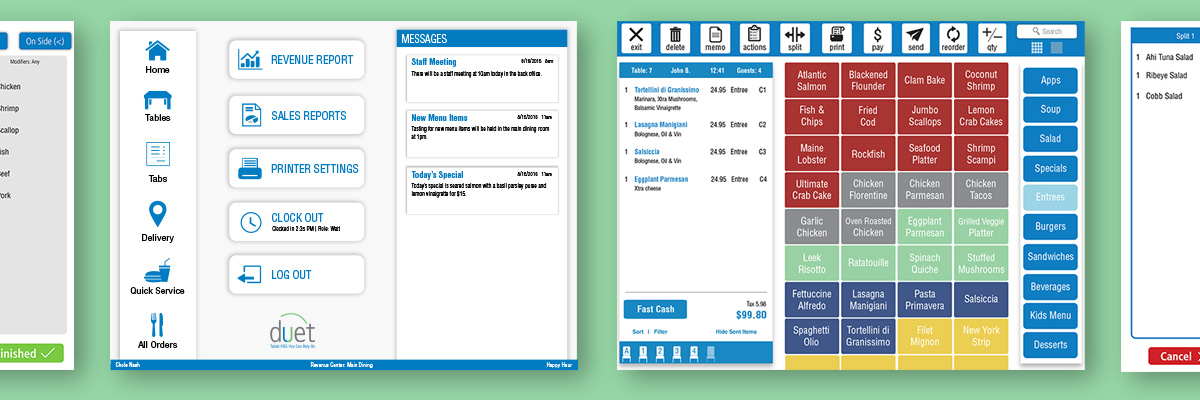 On Side (<)
Modifiers: Any
hicken
hrimp
callop
ish
eef
ork
inished
Home
Tables
Tabs
Delivery
Quick Service
All Orders
REVENUE REPORT
SALES REPORTS
PRINTER SETTINGS
CLOCK OUT
Clocked in 2:35 PM | Role: Wait
LOG OUT
duet
Tablet POS You Can Rely On
MESSAGES
Staff Meeting
8/19/2016 8am
There will be a staff meeting at 10am today in the back office.
New Menu Items
Tasting for new menu items will be held in the main dining room
at 1pm.
Today's Special
Today's special is seared salmon with a basil parsley puree and
lemon vinaigrette for $15.
Chole Nash
Revenue Center: Main Dining
Happy Hour
exit
delete
memo
actions
split
print
pay
send
reorder
qty
Search
Table: 7 John B. 12:41 Guests: 4
1 Tortellini di Granissimo 24.95 Entree C1
Marinara, Xtra Mushrooms,
Balsamic Vinaigrette
1 Lasagna Manigiani 24.95 Entree C2
Bolognese, Oil & Vin
1 Salsiccia 24.95 Entree C3
Bolognese, Oil & Vin
1 Eggplant Parmesan 24.95 Entree C4
Xtra cheese
Fast Cash
Tax 5.98
$99.80
Sort | Filter
Hide Sent Items
A 1 2 3 4
Atlantic
Salmon
Blackened
Flounder
Clam Bake
Coconut
Shrimp
Fish &
Chips
Fried
Cod
Jumbo
Scallops
Lemon
Crab Cakes
Maine
Lobster
Rockfish
Seafood
Platter
Shrimp
Scampi
Ultimate
Crab Cake
Chicken
Florentine
Chicken
Parmesan
Chicken
Tacos
Garlic
Chicken
Oven Roasted
Chicken
Eggplant
Parmesan
Grilled Veggie
Platter
Leek
Risotto
Ratatouille
Spinach
Quiche
Stuffed
Mushrooms
Fettuccine
Alfredo
Lasagna
Manigiani
Pasta
Primavera
Salsiccia
Spaghetti
Olio
Tortellini di
Granissimo
Filet
Mignon
New York
Strip
Apps
Soup
Salad
Specials
Entrees
Burgers
Sandwiches
Beverages
Kids Menu
Desserts
Split 1
1 Ahi Tuna Salad
1 Ribeye Salad
1 Cobb Salad
Cancel